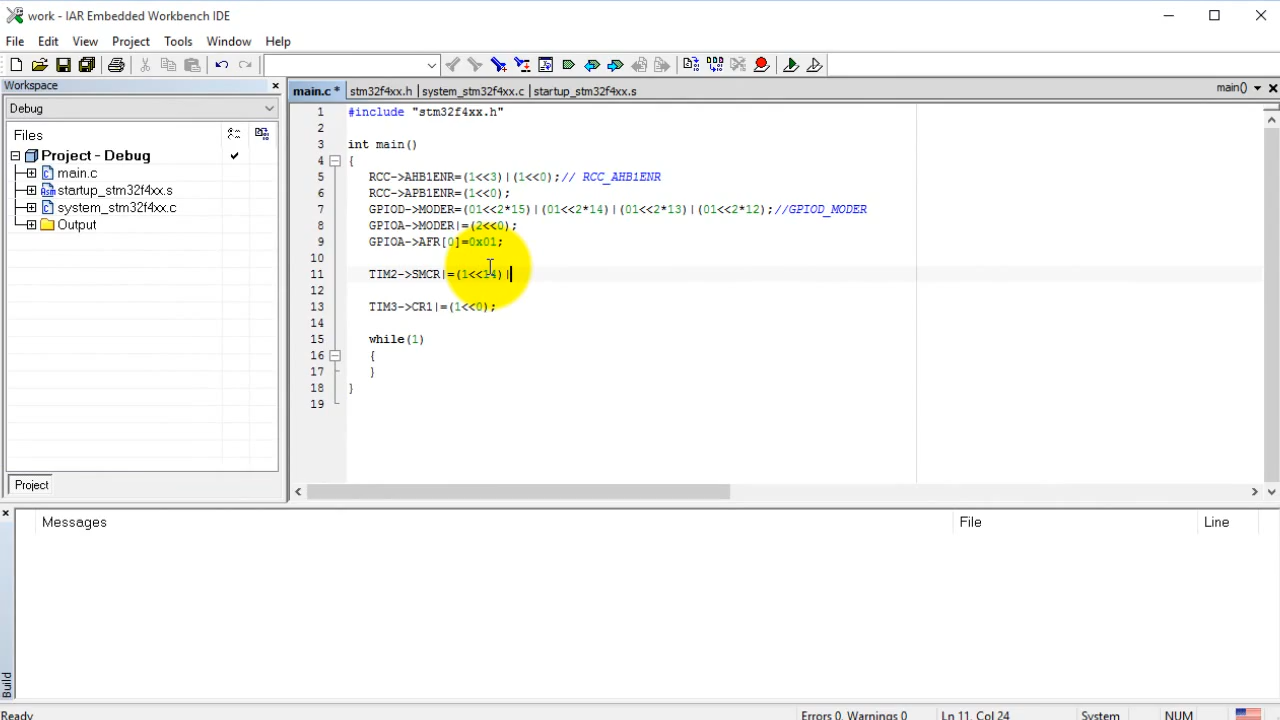 work - IAR Embedded Workbench IDE
File Edit View Project Tools Window Help
Workspace
main.c * stm32f4xx.h system_stm32f4xx.c startup_stm32f4xx.s main()
Debug
Files
Project - Debug
main.c
startup_stm32f4xx.s
system_stm32f4xx.c
Output
Project
1 #include "stm32f4xx.h"
2
3 int main()
4 {
5 RCC->AHB1ENR=(1<<3)|(1<<0);// RCC_AHB1ENR
6 RCC->APB1ENR=(1<<0);
7 GPIOD->MODER=(01<<2*15)|(01<<2*14)|(01<<2*13)|(01<<2*12);//GPIOD_MODER
8 GPIOA->MODER|=(2<<0);
9 GPIOA->AFR[0]=0x01;
10
11 TIM2->SMCR|=(1<<14)|
12
13 TIM3->CR1|=(1<<0);
14
15 while(1)
16 {
17 }
18 }
19
Messages File Line
Build
Ready Errors 0, Warnings 0 Ln 11, Col 24 System NUM